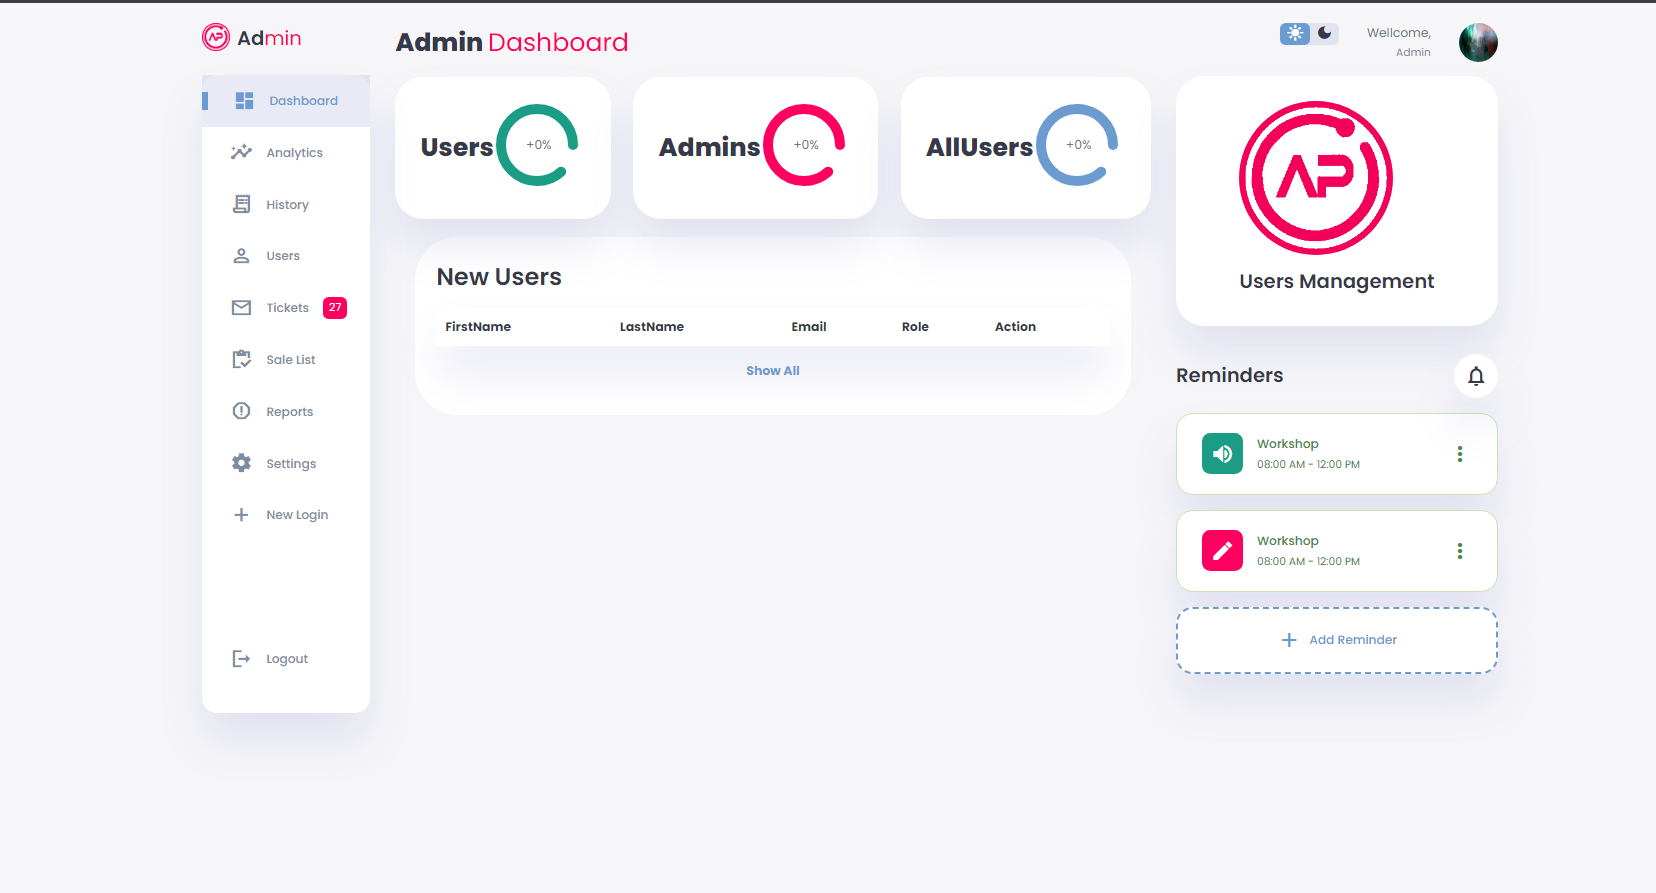 AP Admin
Dashboard
Analytics
History
Users
Tickets 27
Sale List
Reports
Settings
New Login
Logout
Admin Dashboard
Wellcome,
Admin
Users +0%
Admins +0%
AllUsers +0%
New Users
FirstName LastName Email Role Action
Show All
AP
Users Management
Reminders
Workshop
08:00 AM - 12:00 PM
Workshop
08:00 AM - 12:00 PM
Add Reminder